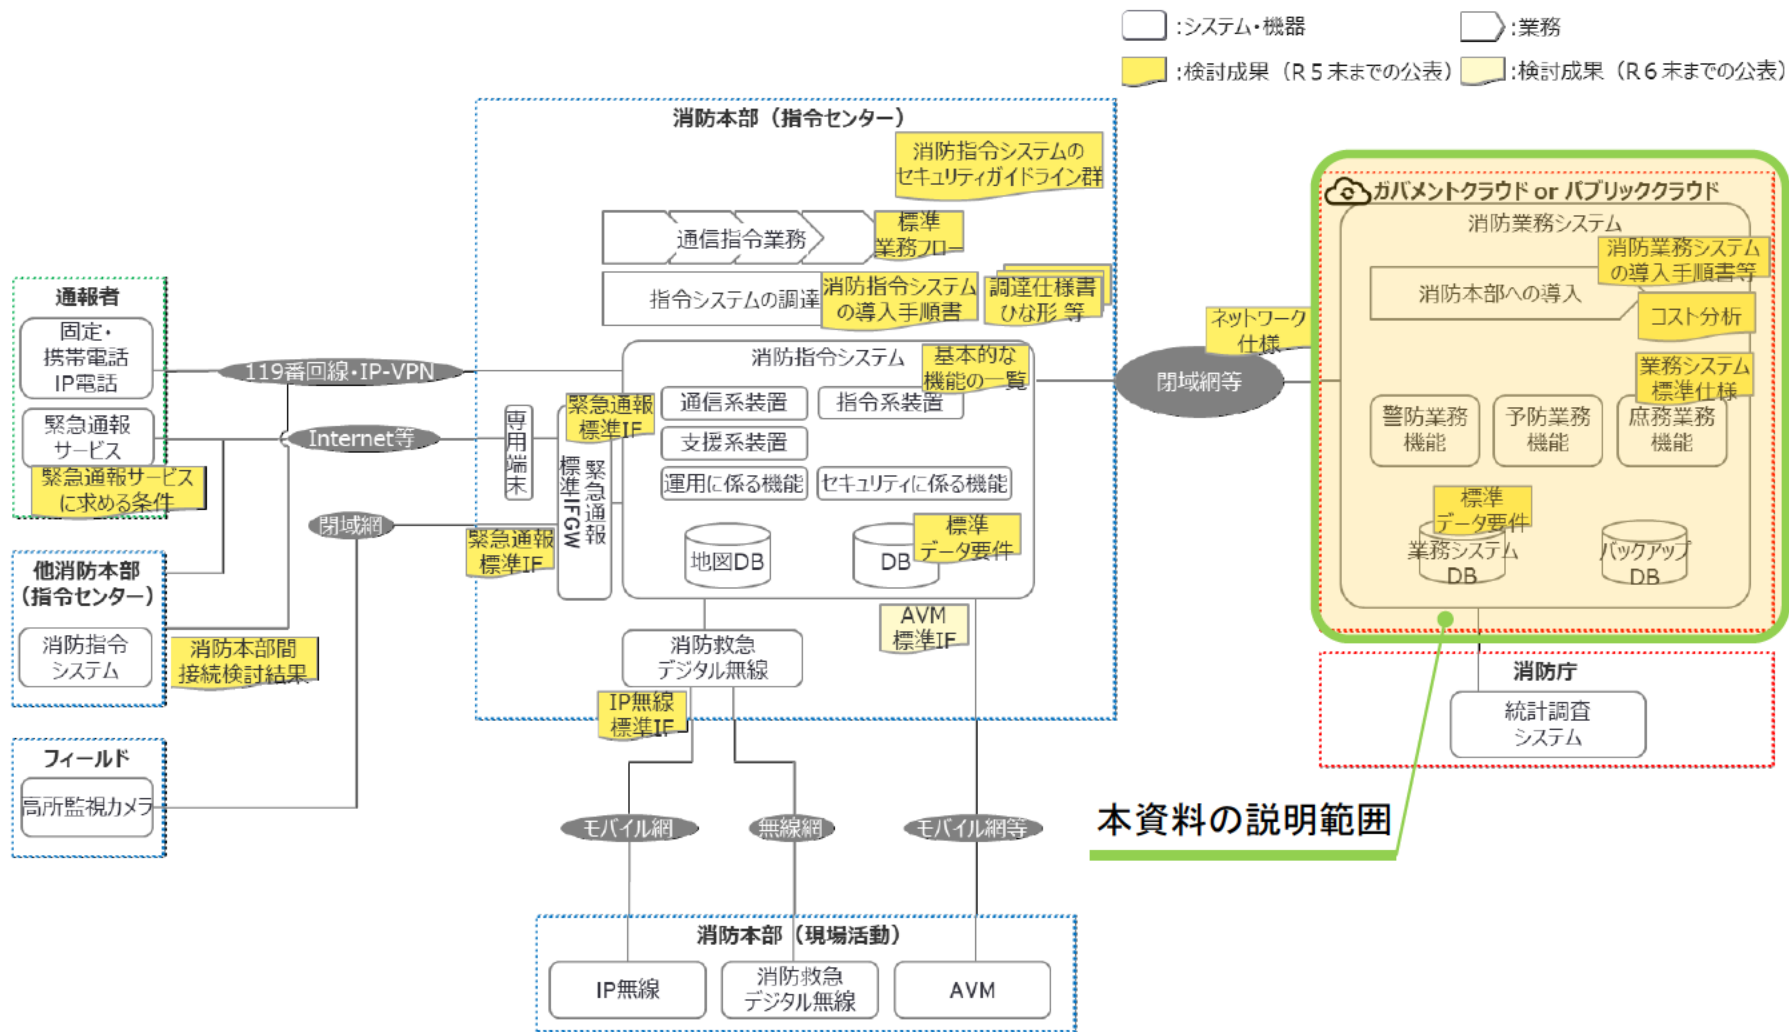 :システム・機器
:業務
:検討成果（R５末までの公表）
:検討成果（R６末までの公表）
消防本部（指令センター）
消防指令システムの
セキュリティガイドライン群
通信指令業務
標準
業務フロー
指令システムの調達
消防指令システム
の導入手順書
調達仕様書
ひな形 等
通報者
固定・
携帯電話
IP電話
緊急通報
サービス
緊急通報サービス
に求める条件
119番回線・IP-VPN
Internet等
閉域網
他消防本部
（指令センター）
消防指令
システム
消防本部間
接続検討結果
フィールド
高所監視カメラ
専用端末
緊急通報
標準IF
緊急通報
標準IFGW
緊急通報
標準IF
消防指令システム
基本的な
機能の一覧
通信系装置
指令系装置
支援系装置
運用に係る機能
セキュリティに係る機能
地図DB
DB
標準
データ要件
AVM
標準IF
消防救急
デジタル無線
IP無線
標準IF
モバイル網
無線網
モバイル網等
消防本部（現場活動）
IP無線
消防救急
デジタル無線
AVM
ネットワーク
仕様
閉域網等
ガバメントクラウド or パブリッククラウド
消防業務システム
消防業務システム
の導入手順書等
消防本部への導入
コスト分析
業務システム
標準仕様
警防業務
機能
予防業務
機能
庶務業務
機能
標準
データ要件
業務システム
DB
バックアップ
DB
消防庁
統計調査
システム
本資料の説明範囲